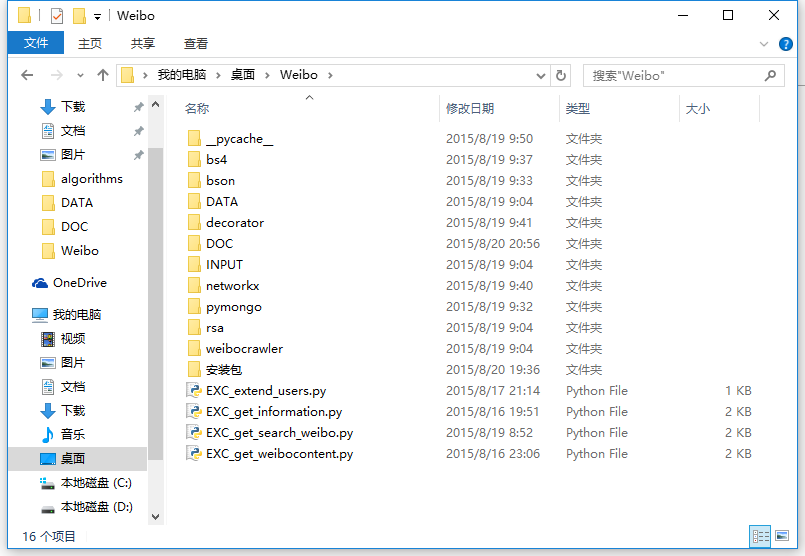 Weibo
文件 主页 共享 查看
我的电脑 桌面 Weibo 搜索"Weibo"
下载
文档
图片
algorithms
DATA
DOC
Weibo
OneDrive
我的电脑
视频
图片
文档
下载
音乐
桌面
本地磁盘 (C:)
本地磁盘 (D:)
名称 修改日期 类型 大小
__pycache__ 2015/8/19 9:50 文件夹
bs4 2015/8/19 9:37 文件夹
bson 2015/8/19 9:33 文件夹
DATA 2015/8/19 9:04 文件夹
decorator 2015/8/19 9:41 文件夹
DOC 2015/8/20 20:56 文件夹
INPUT 2015/8/19 9:04 文件夹
networkx 2015/8/19 9:40 文件夹
pymongo 2015/8/19 9:32 文件夹
rsa 2015/8/19 9:04 文件夹
weibocrawler 2015/8/19 9:04 文件夹
安装包 2015/8/20 19:36 文件夹
EXC_extend_users.py 2015/8/17 21:14 Python File 1 KB
EXC_get_information.py 2015/8/16 19:51 Python File 2 KB
EXC_get_search_weibo.py 2015/8/19 8:52 Python File 2 KB
EXC_get_weibocontent.py 2015/8/16 23:06 Python File 2 KB
16 个项目